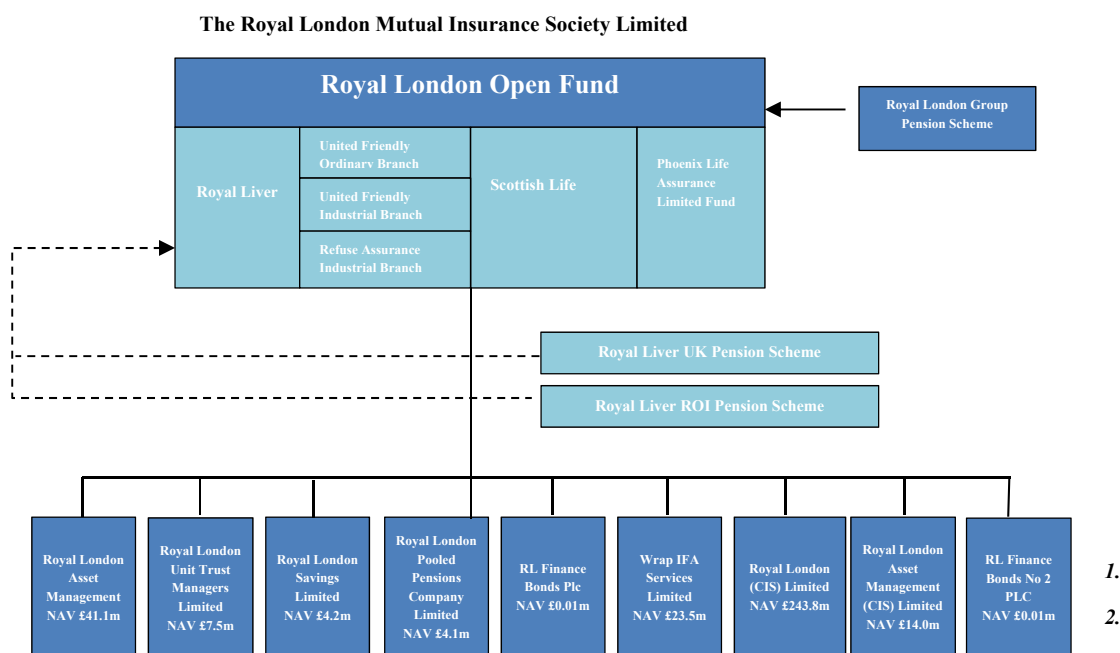 The Royal London Mutual Insurance Society Limited
Royal London Open Fund
Royal London Group
Pension Scheme
Royal Liver
United Friendly
Ordinary Branch
United Friendly
Industrial Branch
Refuse Assurance
Industrial Branch
Scottish Life
Phoenix Life
Assurance
Limited Fund
Royal Liver UK Pension Scheme
Royal Liver ROI Pension Scheme
Royal London
Asset
Management
NAV £41.1m
Royal London
Unit Trust
Managers
Limited
NAV £7.5m
Royal London
Savings
Limited
NAV £4.2m
Royal London
Pooled
Pensions
Company
Limited
NAV £4.1m
RL Finance
Bonds Plc
NAV £0.01m
Wrap IFA
Services
Limited
NAV £23.5m
Royal London
(CIS) Limited
NAV £243.8m
Royal London
Asset
Management
(CIS) Limited
NAV £14.0m
RL Finance
Bonds No 2
PLC
NAV £0.01m
1.
2.